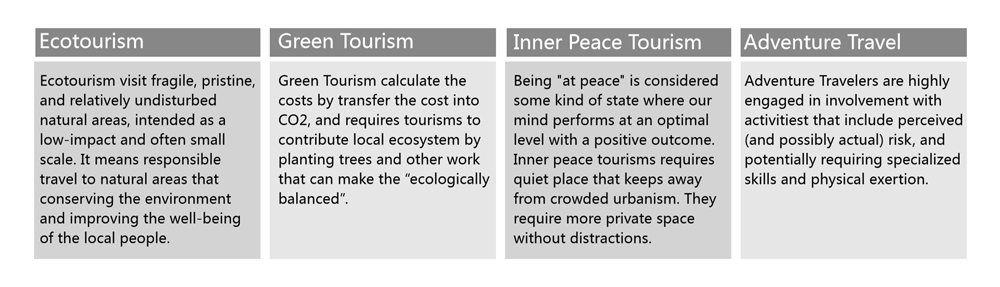 Ecotourism
Ecotourism visit fragile, pristine,
and relatively undisturbed
natural areas, intended as a
low-impact and often small
scale. It means responsible
travel to natural areas that
conserving the environment
and improving the well-being
of the local people.
Green Tourism
Green Tourism calculate the
costs by transfer the cost into
CO2, and requires tourisms to
contribute local ecosystem by
planting trees and other work
that can make the “ecologically
balanced”.
Inner Peace Tourism
Being "at peace" is considered
some kind of state where our
mind performs at an optimal
level with a positive outcome.
Inner peace tourisms requires
quiet place that keeps away
from crowded urbanism. They
require more private space
without distractions.
Adventure Travel
Adventure Travelers are highly
engaged in involvement with
activitiest that include perceived
(and possibly actual) risk, and
potentially requiring specialized
skills and physical exertion.